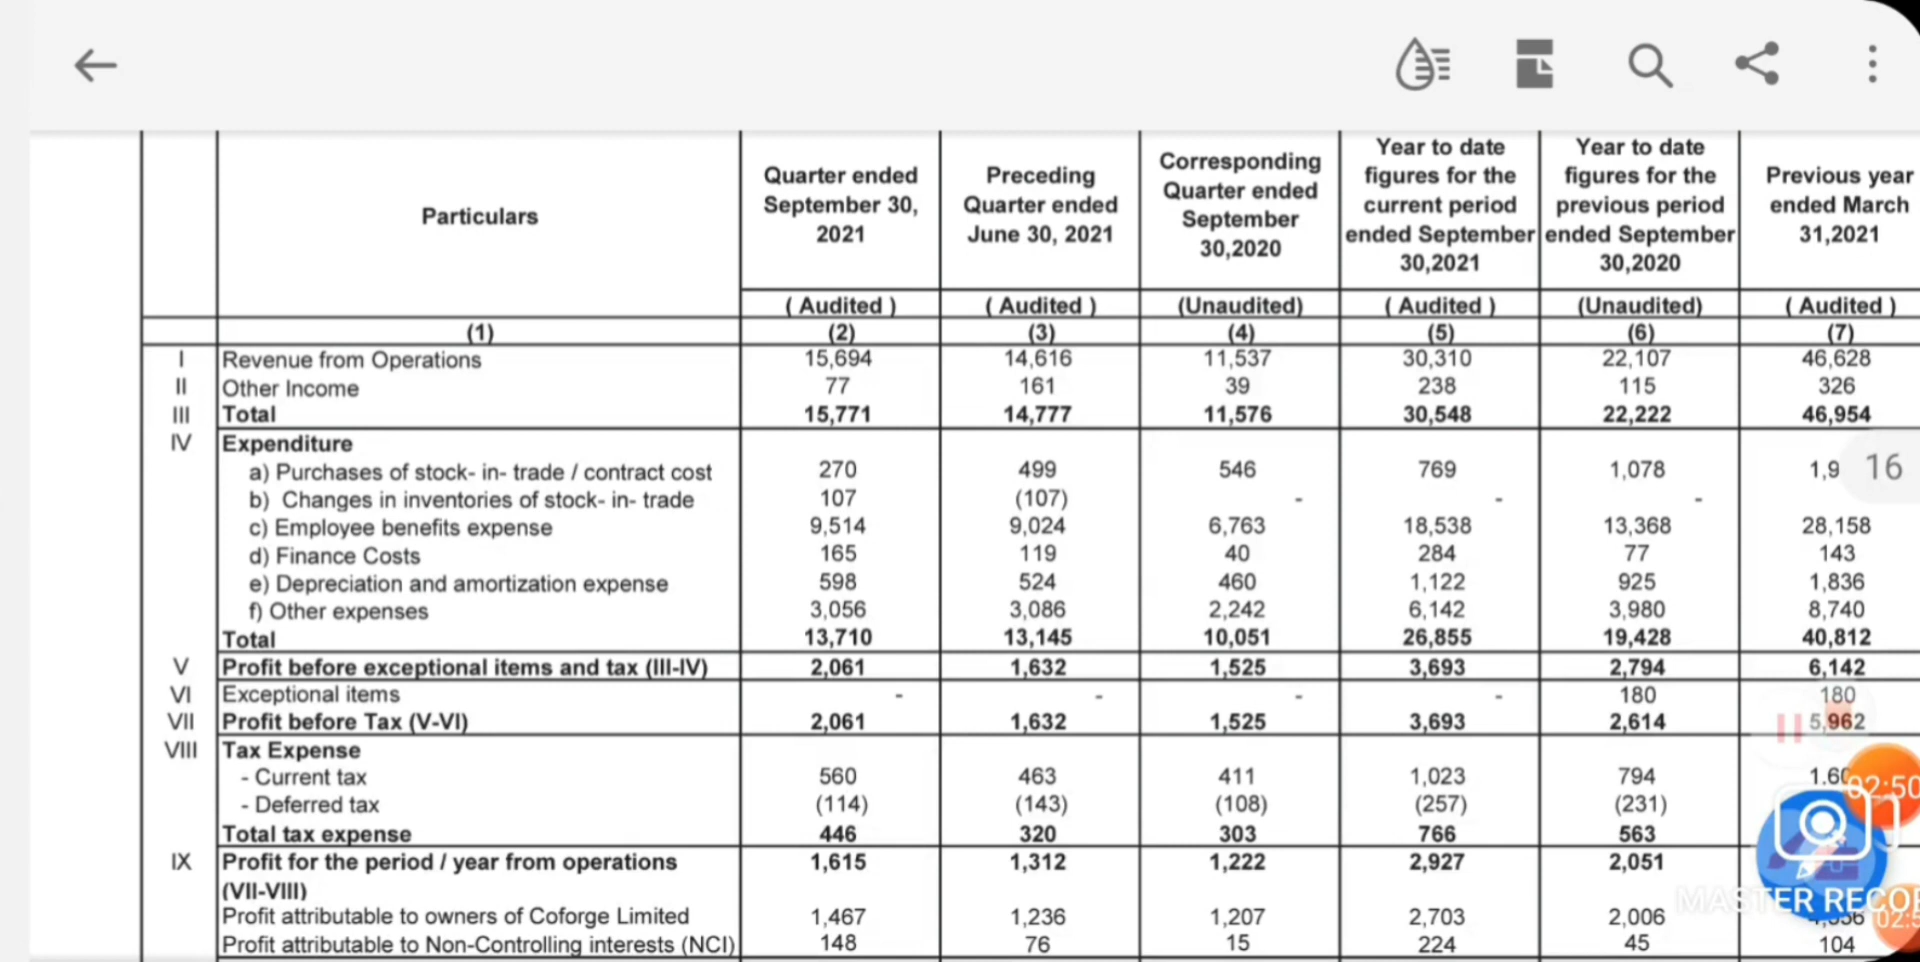 Particulars
Quarter ended
September 30,
2021
Preceding
Quarter ended
June 30, 2021
Corresponding
Quarter ended
September
30,2020
Year to date
figures for the
current period
ended September
30,2021
Year to date
figures for the
previous period
ended September
30,2020
Previous year
ended March
31,2021
( Audited ) ( Audited ) (Unaudited) ( Audited ) (Unaudited) ( Audited )
(1) (2) (3) (4) (5) (6) (7)
I Revenue from Operations 15,694 14,616 11,537 30,310 22,107 46,628
II Other Income 77 161 39 238 115 326
III Total 15,771 14,777 11,576 30,548 22,222 46,954
IV Expenditure
a) Purchases of stock- in- trade / contract cost 270 499 546 769 1,078 1,9 16
b) Changes in inventories of stock- in- trade 107 (107) - - -
c) Employee benefits expense 9,514 9,024 6,763 18,538 13,368 28,158
d) Finance Costs 165 119 40 284 77 143
e) Depreciation and amortization expense 598 524 460 1,122 925 1,836
f) Other expenses 3,056 3,086 2,242 6,142 3,980 8,740
Total 13,710 13,145 10,051 26,855 19,428 40,812
V Profit before exceptional items and tax (III-IV) 2,061 1,632 1,525 3,693 2,794 6,142
VI Exceptional items - - - - 180 180
VII Profit before Tax (V-VI) 2,061 1,632 1,525 3,693 2,614 5,962
VIII Tax Expense
- Current tax 560 463 411 1,023 794
- Deferred tax (114) (143) (108) (257) (231)
02:50
Total tax expense 446 320 303 766 563
IX Profit for the period / year from operations 1,615 1,312 1,222 2,927 2,051
(VII-VIII)
MASTER RECOR
Profit attributable to owners of Coforge Limited 1,467 1,236 1,207 2,703 2,006
Profit attributable to Non-Controlling interests (NCI) 148 76 15 224 45 104